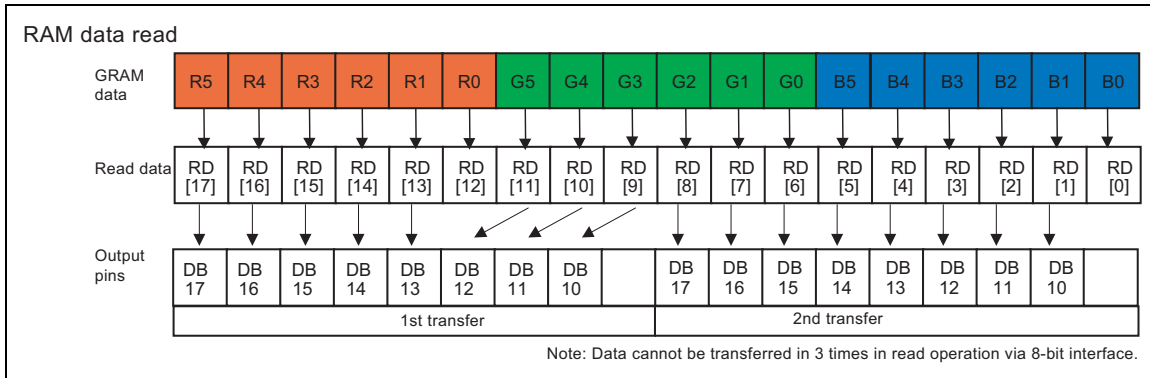 RAM data read
GRAM data
R5 R4 R3 R2 R1 R0 G5 G4 G3 G2 G1 G0 B5 B4 B3 B2 B1 B0
Read data
RD [17] RD [16] RD [15] RD [14] RD [13] RD [12] RD [11] RD [10] RD [9] RD [8] RD [7] RD [6] RD [5] RD [4] RD [3] RD [2] RD [1] RD [0]
Output pins
DB 17 DB 16 DB 15 DB 14 DB 13 DB 12 DB 11 DB 10 DB 17 DB 16 DB 15 DB 14 DB 13 DB 12 DB 11 DB 10
1st transfer 2nd transfer
Note: Data cannot be transferred in 3 times in read operation via 8-bit interface.